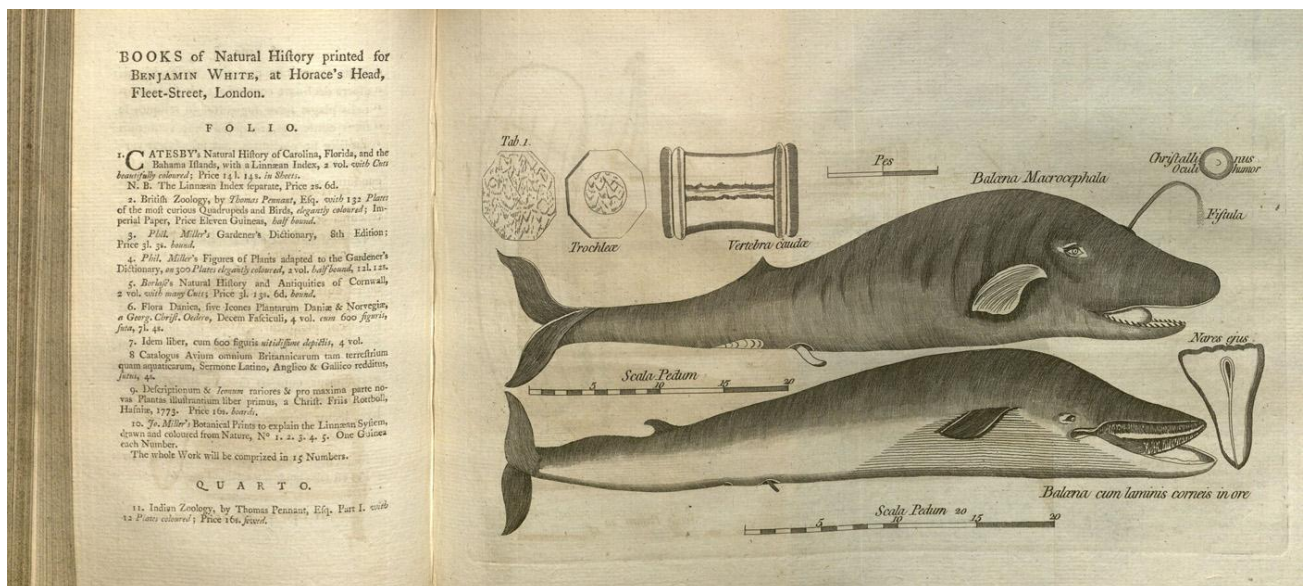 BOOKS of Natural Hiſtory printed for
BENJAMIN WHITE, at Horace's Head,
Fleet-Street, London.
FOLIO.
1. CATESBY's Natural Hiſtory of Carolina, Florida, and the
Bahama Iſlands, with a Linnæan Index, 2 vol. with Cuts
beautifully coloured; Price 14l. 14s. in Sheets.
N. B. The Linnæan Index ſeparate, Price 2s. 6d.
2. Britiſh Zoology, by Thomas Pennant, Eſq. with 132 Plates
of the moſt curious Quadrupeds and Birds, elegantly coloured; Im-
perial Paper, Price Eleven Guineas, half bound.
3. Phil. Miller's Gardener's Dictionary, 8th Edition;
Price 3l. 3s. bound.
4. Phil. Miller's Figures of Plants adapted to the Gardener's
Dictionary, on 300 Plates elegantly coloured, 2 vol. half bound, 12l. 12s.
5. Borlaſe's Natural Hiſtory and Antiquities of Cornwall,
2 vol. with many Cuts; Price 3l. 13s. 6d. bound.
6. Flora Danica, ſive Icones Plantarum Daniæ & Norvegiæ,
a Georg. Chriſt. Oedero, Decem Faſciculi, 4 vol. cum 600 figuris,
ſuta, 7l. 4s.
7. Idem liber, cum 600 figuris nitidiſſime depictis, 4 vol.
8 Catalogus Avium omnium Britannicarum tam terreſtrium
quam aquaticarum, Sermone Latino, Anglico & Gallico redditus,
ſutus, 4s.
9. Deſcriptionum & Iconum rariores & pro maxima parte no-
vas Plantas illuſtrantium liber primus, a Chriſt. Friis Rottboll,
Hafniæ, 1773. Price 16s. boards.
10. Jo. Miller's Botanical Prints to explain the Linnæan Syſtem,
drawn and coloured from Nature, Nº 1. 2. 3. 4. 5. One Guinea
each Number.
The whole Work will be comprized in 15 Numbers.
QUARTO.
11. Indian Zoology, by Thomas Pennant, Eſq. Part I. with
12 Plates coloured; Price 16s. ſewed.
Tab. 1.
Trochleæ
Vertebra caudæ
Pes
Balæna Macrocephala
Chriſtalli nus
Oculi humor
Fiſtula
Nares ejus
Scala Pedum
5 10 15 20
Balæna cum laminis corneis in ore
Scala Pedum 20
5 10 15 20